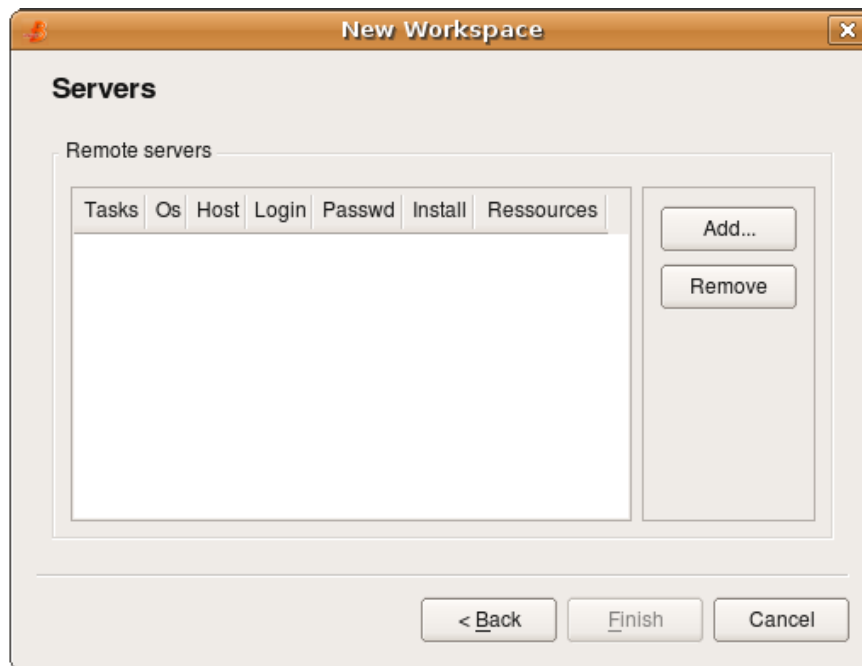 New Workspace
Servers
Remote servers
Tasks Os Host Login Passwd Install Ressources
Add...
Remove
< Back Finish Cancel